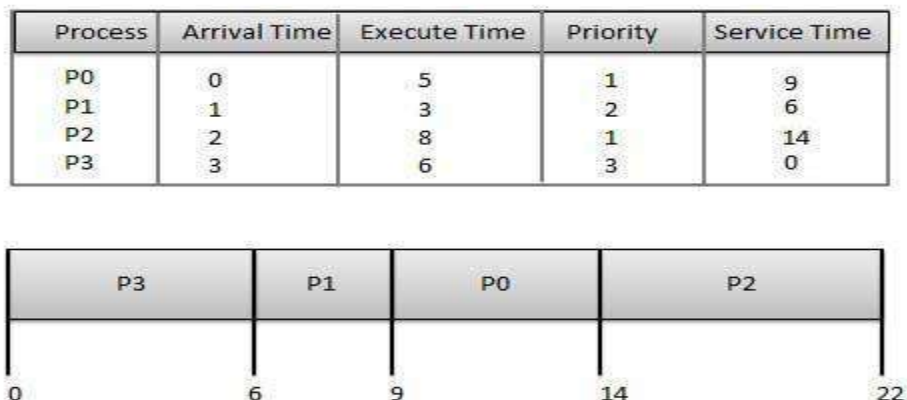 Process Arrival Time Execute Time Priority Service Time
P0 0 5 1 9
P1 1 3 2 6
P2 2 8 1 14
P3 3 6 3 0
P3 P1 P0 P2
0 6 9 14 22